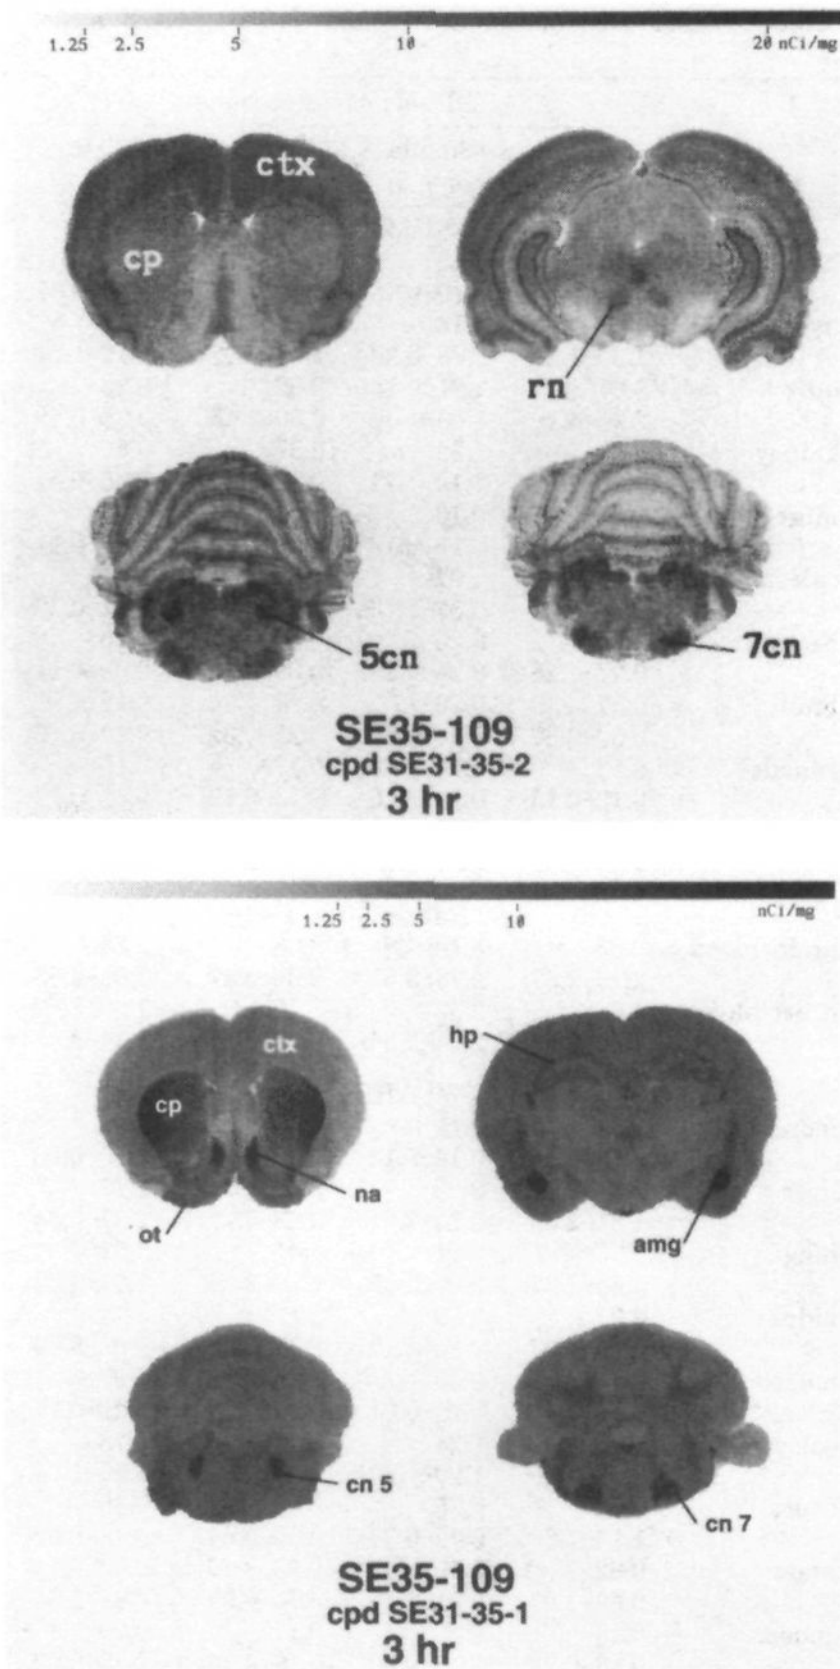 1.25 2.5 5 10 20 nCi/mg
ctx
cp
rn
5cn
7cn
SE35-109
cpd SE31-35-2
3 hr
1.25 2.5 5 10 nCi/mg
hp
ctx
cp
na
ot
amg
cn 5
cn 7
SE35-109
cpd SE31-35-1
3 hr